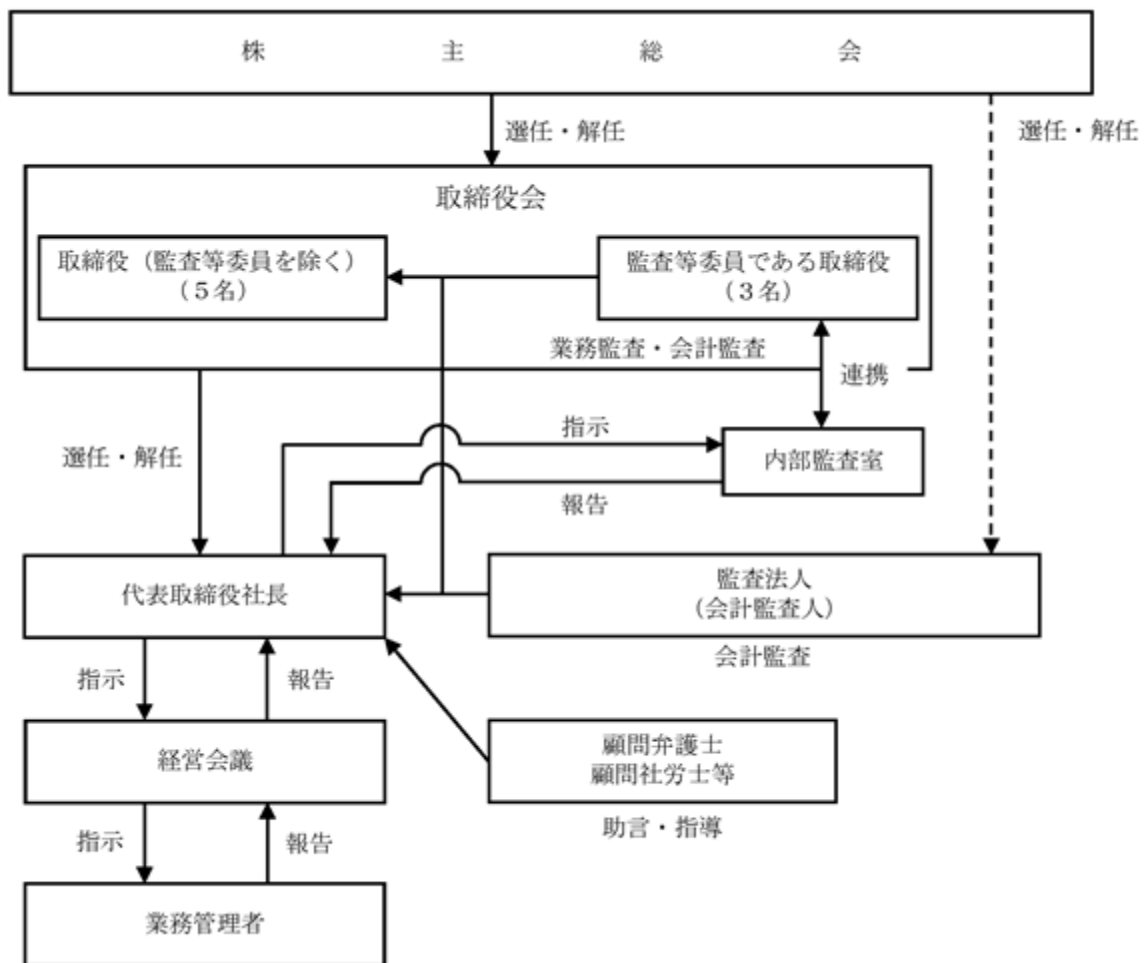 株主総会
選任・解任
選任・解任
取締役会
取締役（監査等委員を除く）
（５名）
監査等委員である取締役
（３名）
業務監査・会計監査
連携
指示
選任・解任
内部監査室
報告
代表取締役社長
監査法人
（会計監査人）
会計監査
指示
報告
経営会議
顧問弁護士
顧問社労士等
助言・指導
指示
報告
業務管理者